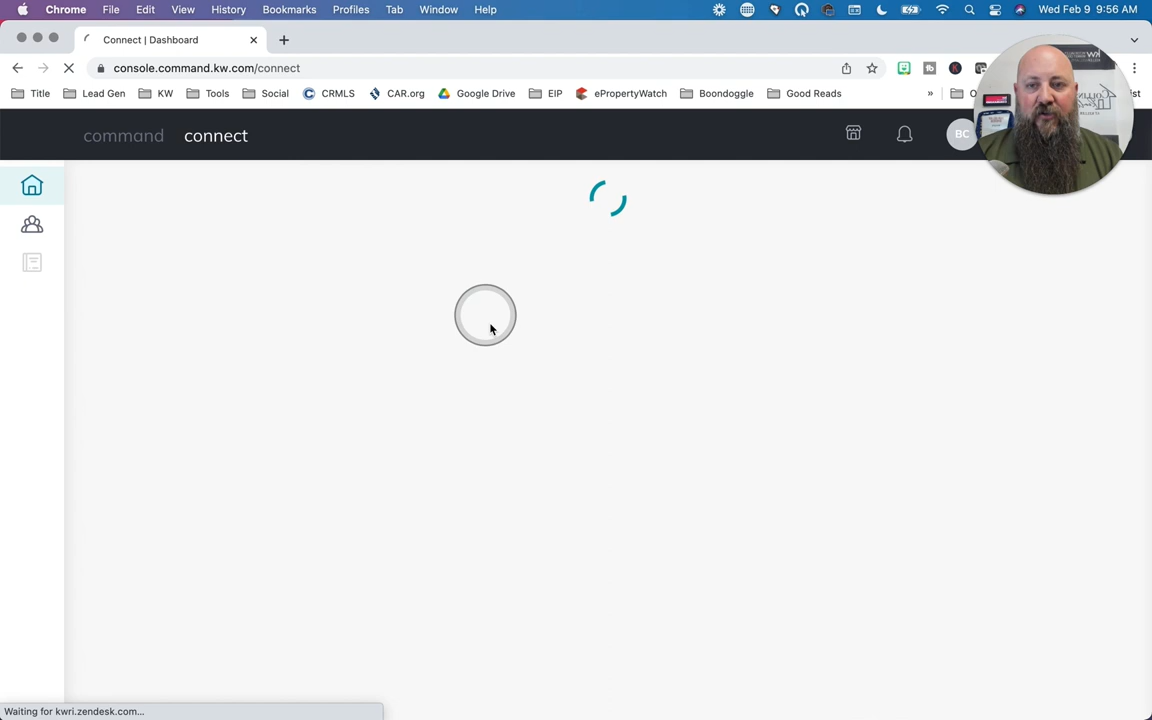 Chrome File Edit View History Bookmarks Profiles Tab Window Help Wed Feb 9 9:56 AM
Connect | Dashboard
console.command.kw.com/connect
Title Lead Gen KW Tools Social CRMLS CAR.org Google Drive EIP ePropertyWatch Boondoggle Good Reads » ist
command connect BC
Waiting for kwri.zendesk.com...